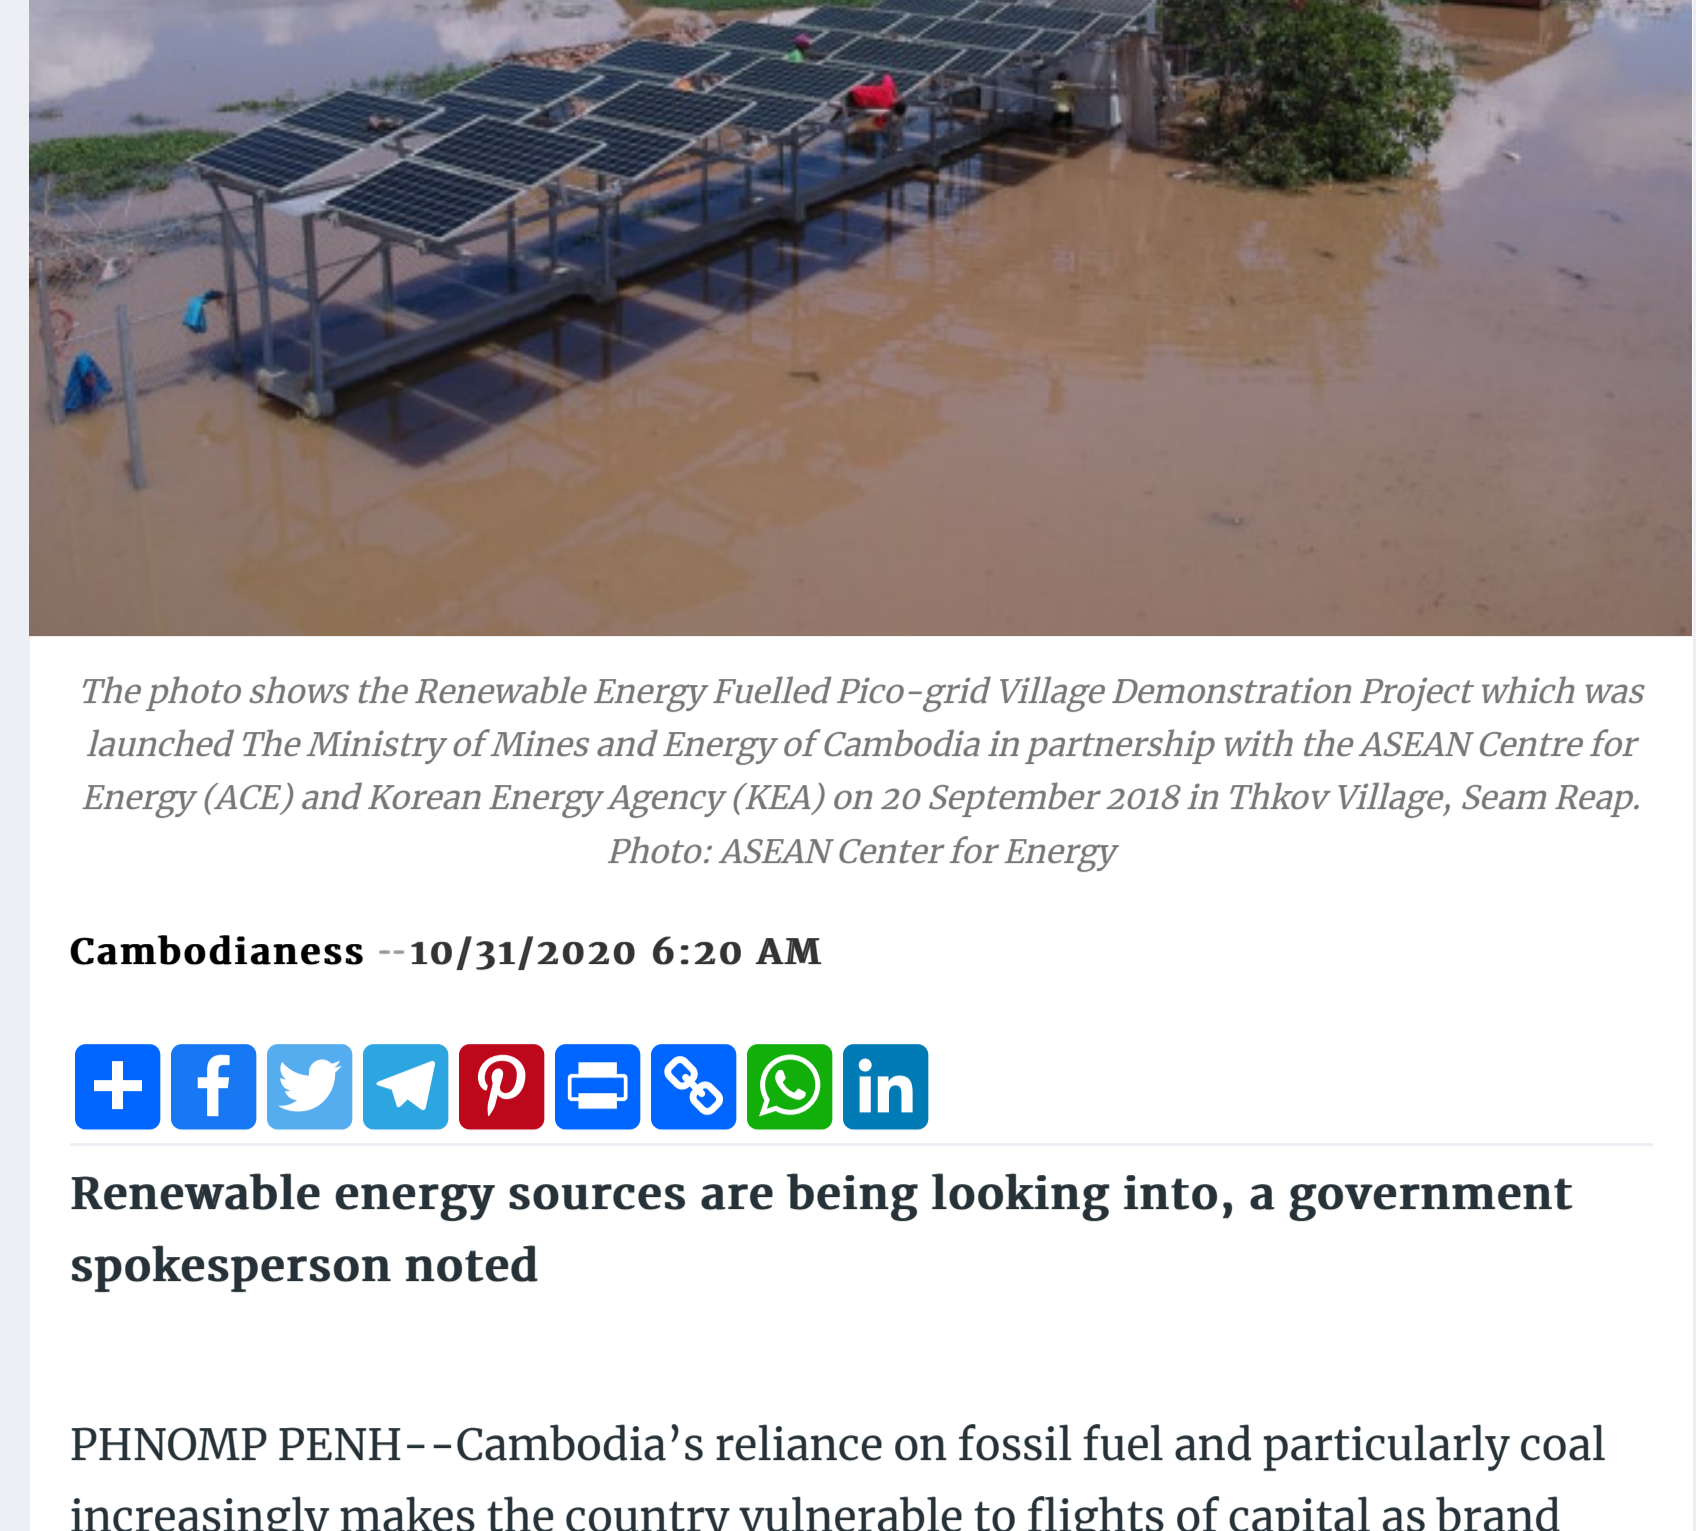 The photo shows the Renewable Energy Fuelled Pico-grid Village Demonstration Project which was
launched The Ministry of Mines and Energy of Cambodia in partnership with the ASEAN Centre for
Energy (ACE) and Korean Energy Agency (KEA) on 20 September 2018 in Thkov Village, Seam Reap.
Photo: ASEAN Center for Energy
Cambodianess --10/31/2020 6:20 AM
Renewable energy sources are being looking into, a government
spokesperson noted
PHNOMP PENH--Cambodia’s reliance on fossil fuel and particularly coal
increasingly makes the country vulnerable to flights of capital as brand